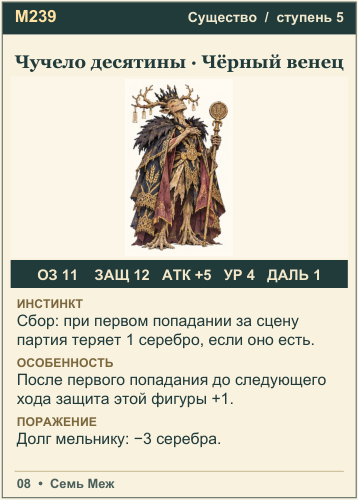 M239
Существо / ступень 5
Чучело десятины · Чёрный венец
ОЗ 11 ЗАЩ 12 АТК +5 УР 4 ДАЛЬ 1
ИНСТИНКТ
Сбор: при первом попадании за сцену
партия теряет 1 серебро, если оно есть.
ОСОБЕННОСТЬ
После первого попадания до следующего
хода защита этой фигуры +1.
ПОРАЖЕНИЕ
Долг мельнику: −3 серебра.
08 • Семь Меж